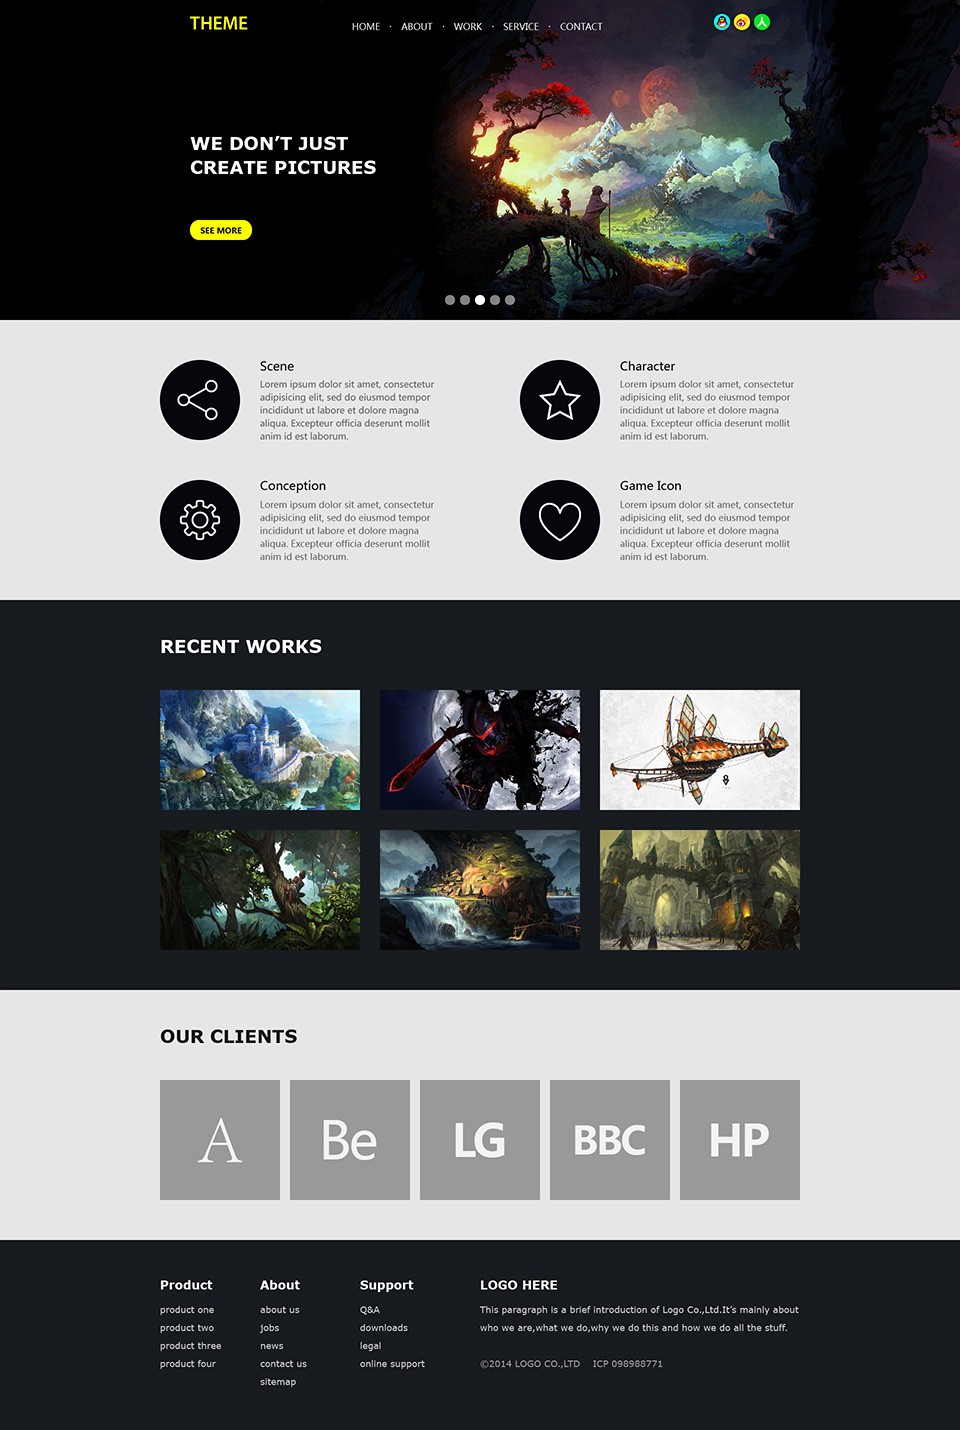 THEME
HOME · ABOUT · WORK · SERVICE · CONTACT
WE DON’T JUST
CREATE PICTURES
SEE MORE
Scene
Lorem ipsum dolor sit amet, consectetur
adipisicing elit, sed do eiusmod tempor
incididunt ut labore et dolore magna
aliqua. Excepteur officia deserunt mollit
anim id est laborum.
Character
Lorem ipsum dolor sit amet, consectetur
adipisicing elit, sed do eiusmod tempor
incididunt ut labore et dolore magna
aliqua. Excepteur officia deserunt mollit
anim id est laborum.
Conception
Lorem ipsum dolor sit amet, consectetur
adipisicing elit, sed do eiusmod tempor
incididunt ut labore et dolore magna
aliqua. Excepteur officia deserunt mollit
anim id est laborum.
Game Icon
Lorem ipsum dolor sit amet, consectetur
adipisicing elit, sed do eiusmod tempor
incididunt ut labore et dolore magna
aliqua. Excepteur officia deserunt mollit
anim id est laborum.
RECENT WORKS
OUR CLIENTS
A
Be
LG
BBC
HP
Product
product one
product two
product three
product four
About
about us
jobs
news
contact us
sitemap
Support
Q&A
downloads
legal
online support
LOGO HERE
This paragraph is a brief introduction of Logo Co.,Ltd.It’s mainly about
who we are,what we do,why we do this and how we do all the stuff.
©2014 LOGO CO.,LTD ICP 098988771